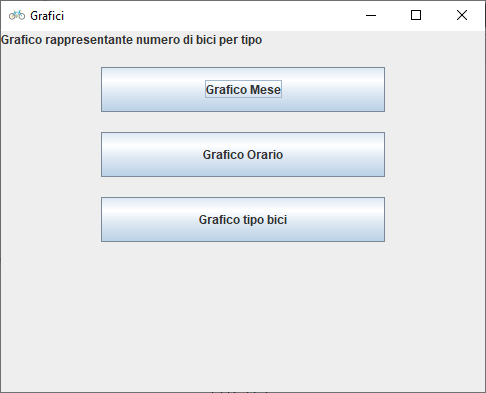 Grafici
Grafico rappresentante numero di bici per tipo
Grafico Mese
Grafico Orario
Grafico tipo bici